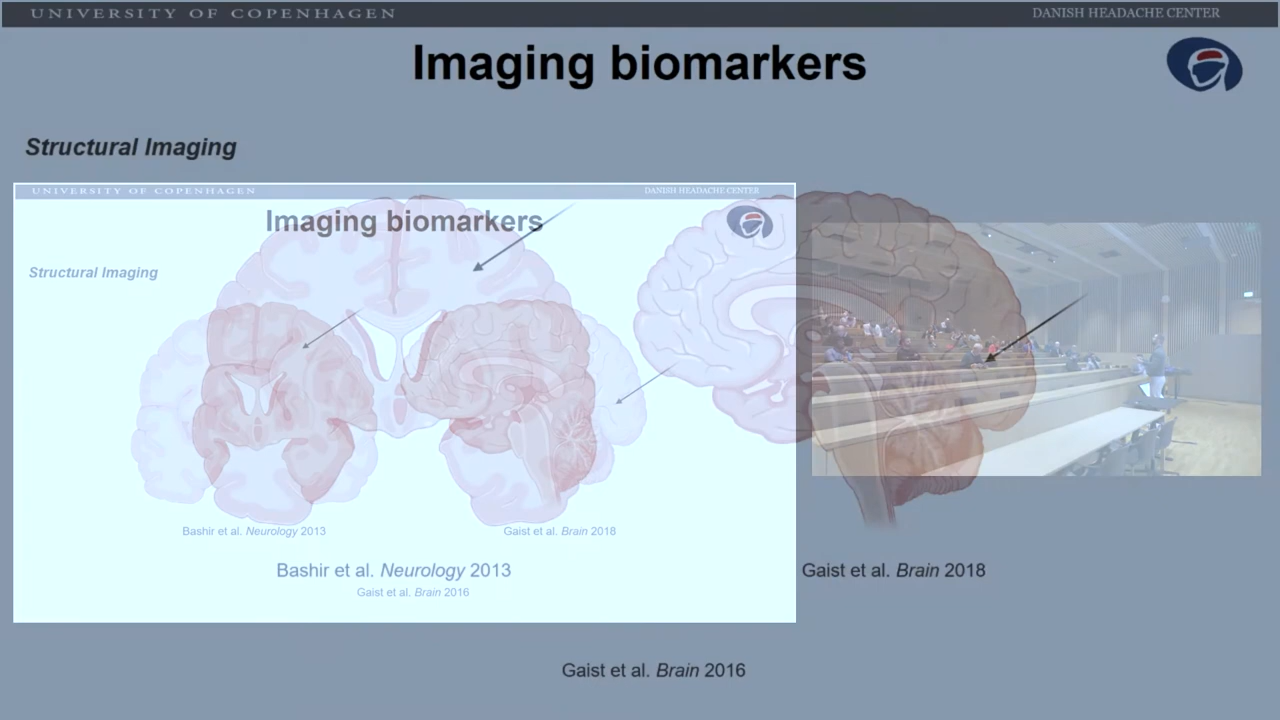 UNIVERSITY OF COPENHAGEN
DANISH HEADACHE CENTER
Imaging biomarkers
Structural Imaging
UNIVERSITY OF COPENHAGEN
DANISH HEADACHE CENTER
Imaging biomarkers
Structural Imaging
Bashir et al. Neurology 2013
Gaist et al. Brain 2018
Gaist et al. Brain 2016
Bashir et al. Neurology 2013
Gaist et al. Brain 2018
Gaist et al. Brain 2016